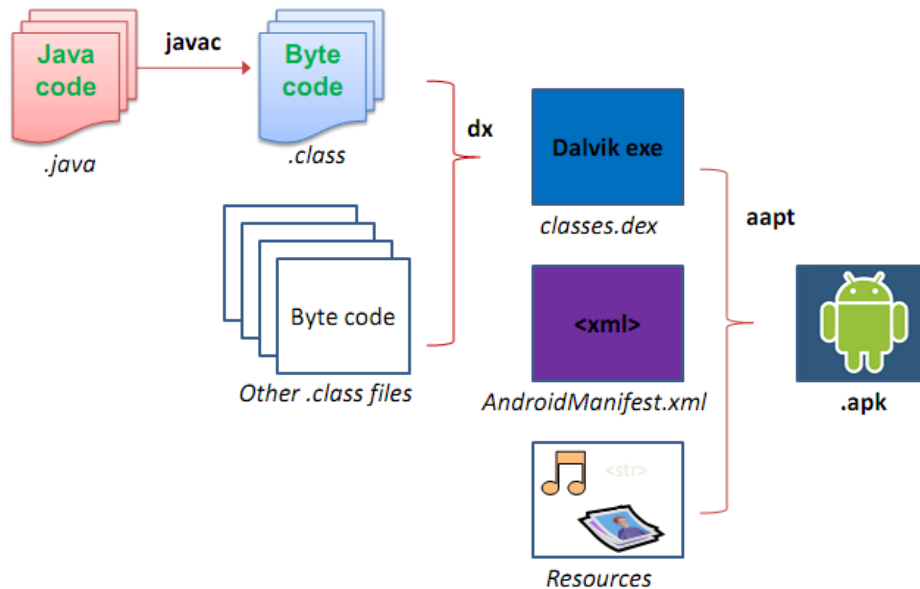 Java
code
.java
javac
Byte
code
.class
dx
Byte code
Other .class files
Dalvik exe
classes.dex
<xml>
AndroidManifest.xml
<str>
Resources
aapt
.apk